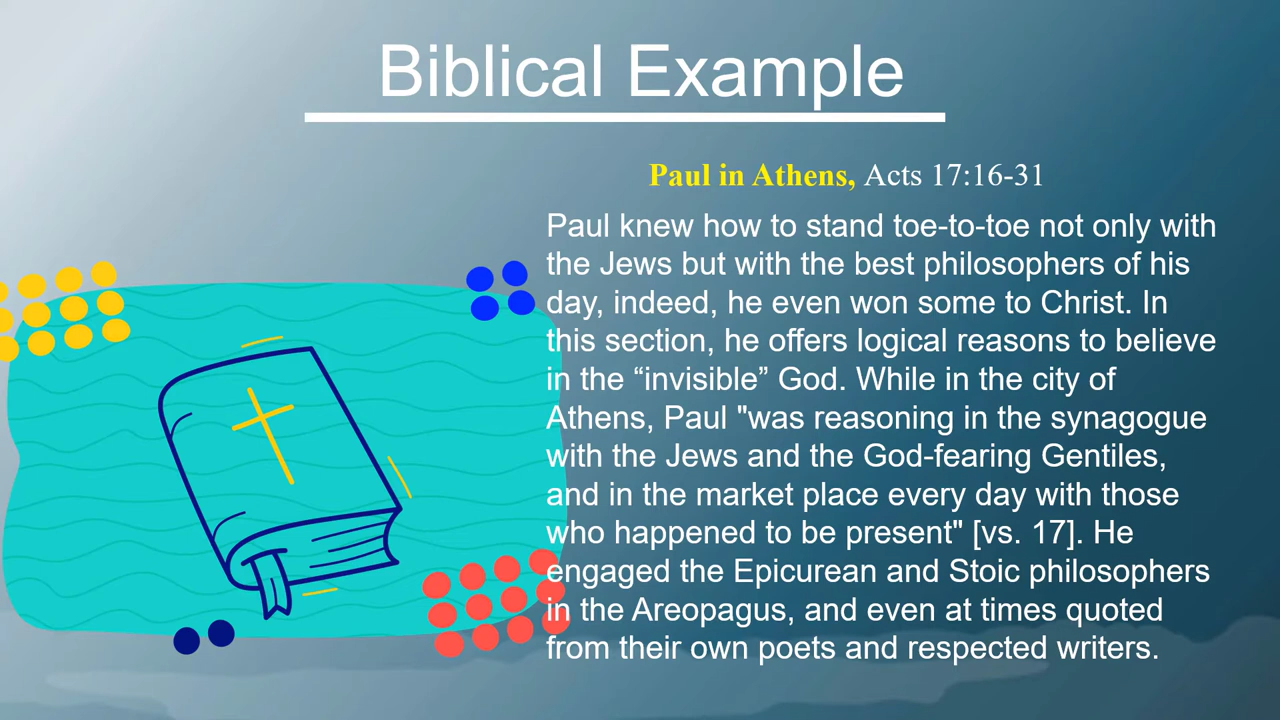 Biblical Example
Paul in Athens, Acts 17:16-31
Paul knew how to stand toe-to-toe not only with
the Jews but with the best philosophers of his
day, indeed, he even won some to Christ. In
this section, he offers logical reasons to believe
in the “invisible” God. While in the city of
Athens, Paul "was reasoning in the synagogue
with the Jews and the God-fearing Gentiles,
and in the market place every day with those
who happened to be present" [vs. 17]. He
engaged the Epicurean and Stoic philosophers
in the Areopagus, and even at times quoted
from their own poets and respected writers.